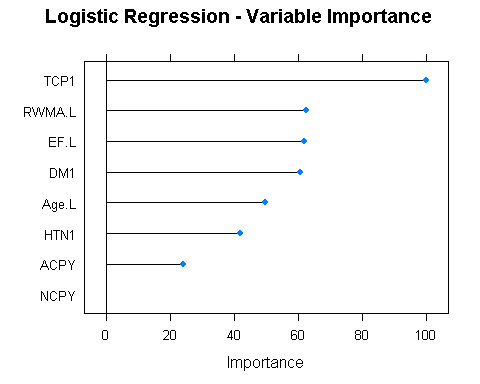 Logistic Regression - Variable Importance
TCP1
RWMA.L
EF.L
DM1
Age.L
HTN1
ACPY
NCPY
0 20 40 60 80 100
Importance